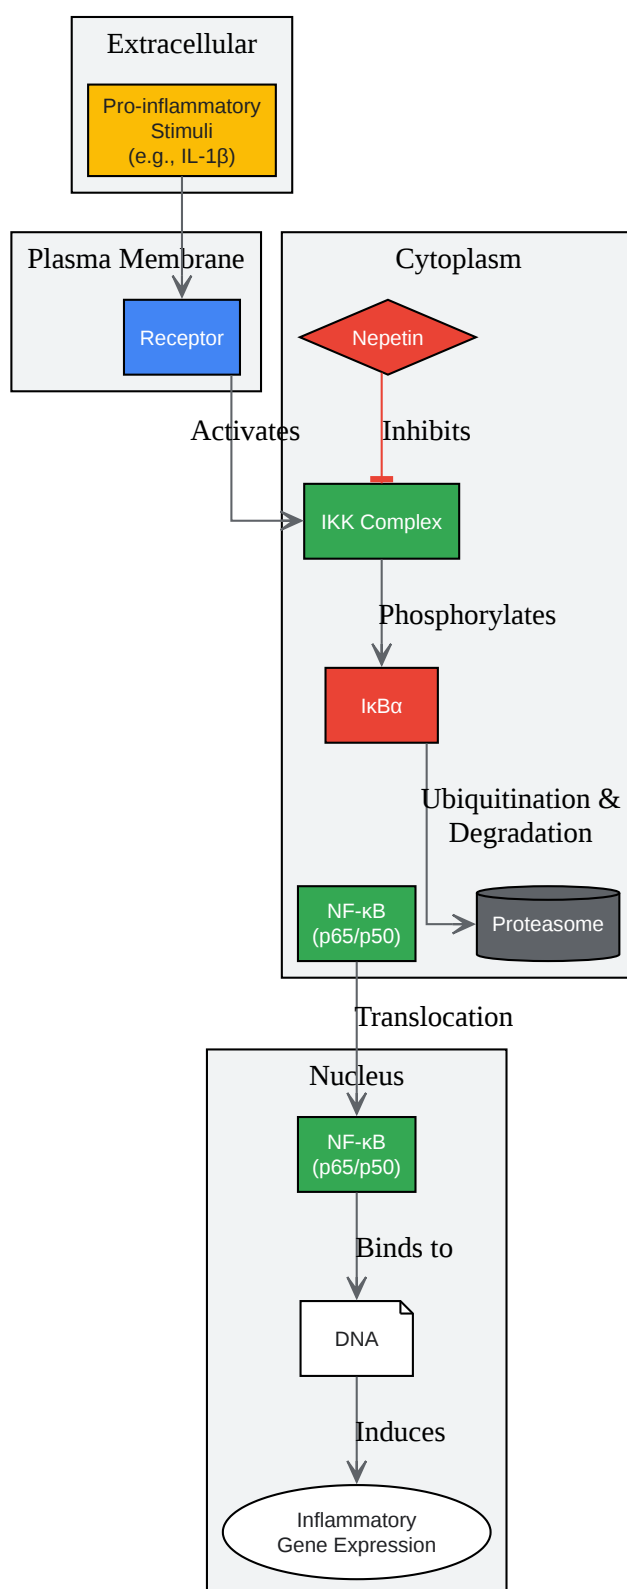 Extracellular
Pro-inflammatory
Stimuli
(e.g., IL-1β)
Plasma Membrane
Cytoplasm
Receptor
Nepetin
Activates
Inhibits
IKK Complex
Phosphorylates
IκBα
Ubiquitination &
Degradation
NF-κB
(p65/p50)
Proteasome
Translocation
Nucleus
NF-κB
(p65/p50)
Binds to
DNA
Induces
Inflammatory
Gene Expression